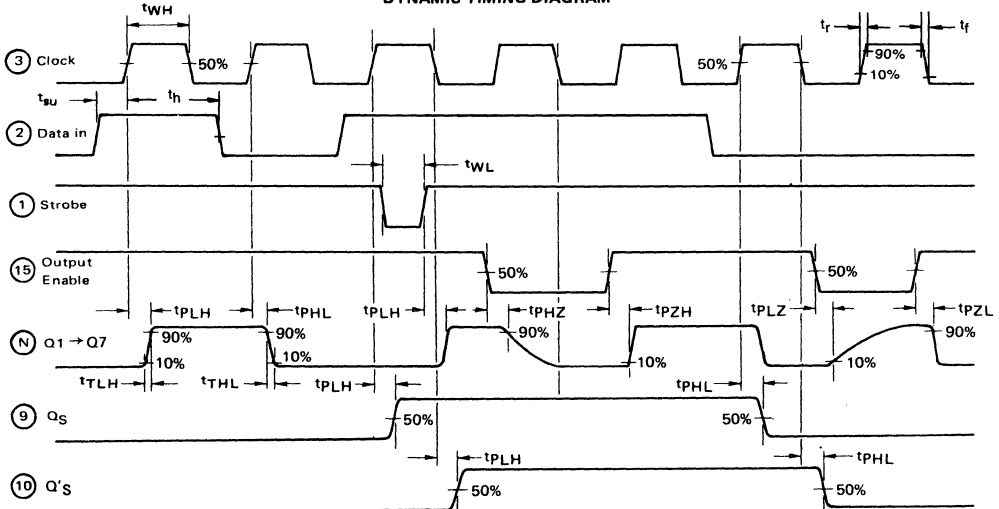 DYNAMIC TIMING DIAGRAM
tWH
tr
tf
3 Clock
50%
50%
90%
10%
tsu
th
2 Data in
tWL
1 Strobe
15 Output Enable
50%
50%
tPLH
tPHL
tPLH
tPHZ
tPZH
tPLZ
tPZL
N Q1 → Q7
90%
10%
90%
10%
90%
10%
10%
90%
tTLH
tTHL
tPLH
tPHL
9 QS
50%
50%
tPLH
tPHL
10 Q'S
50%
50%